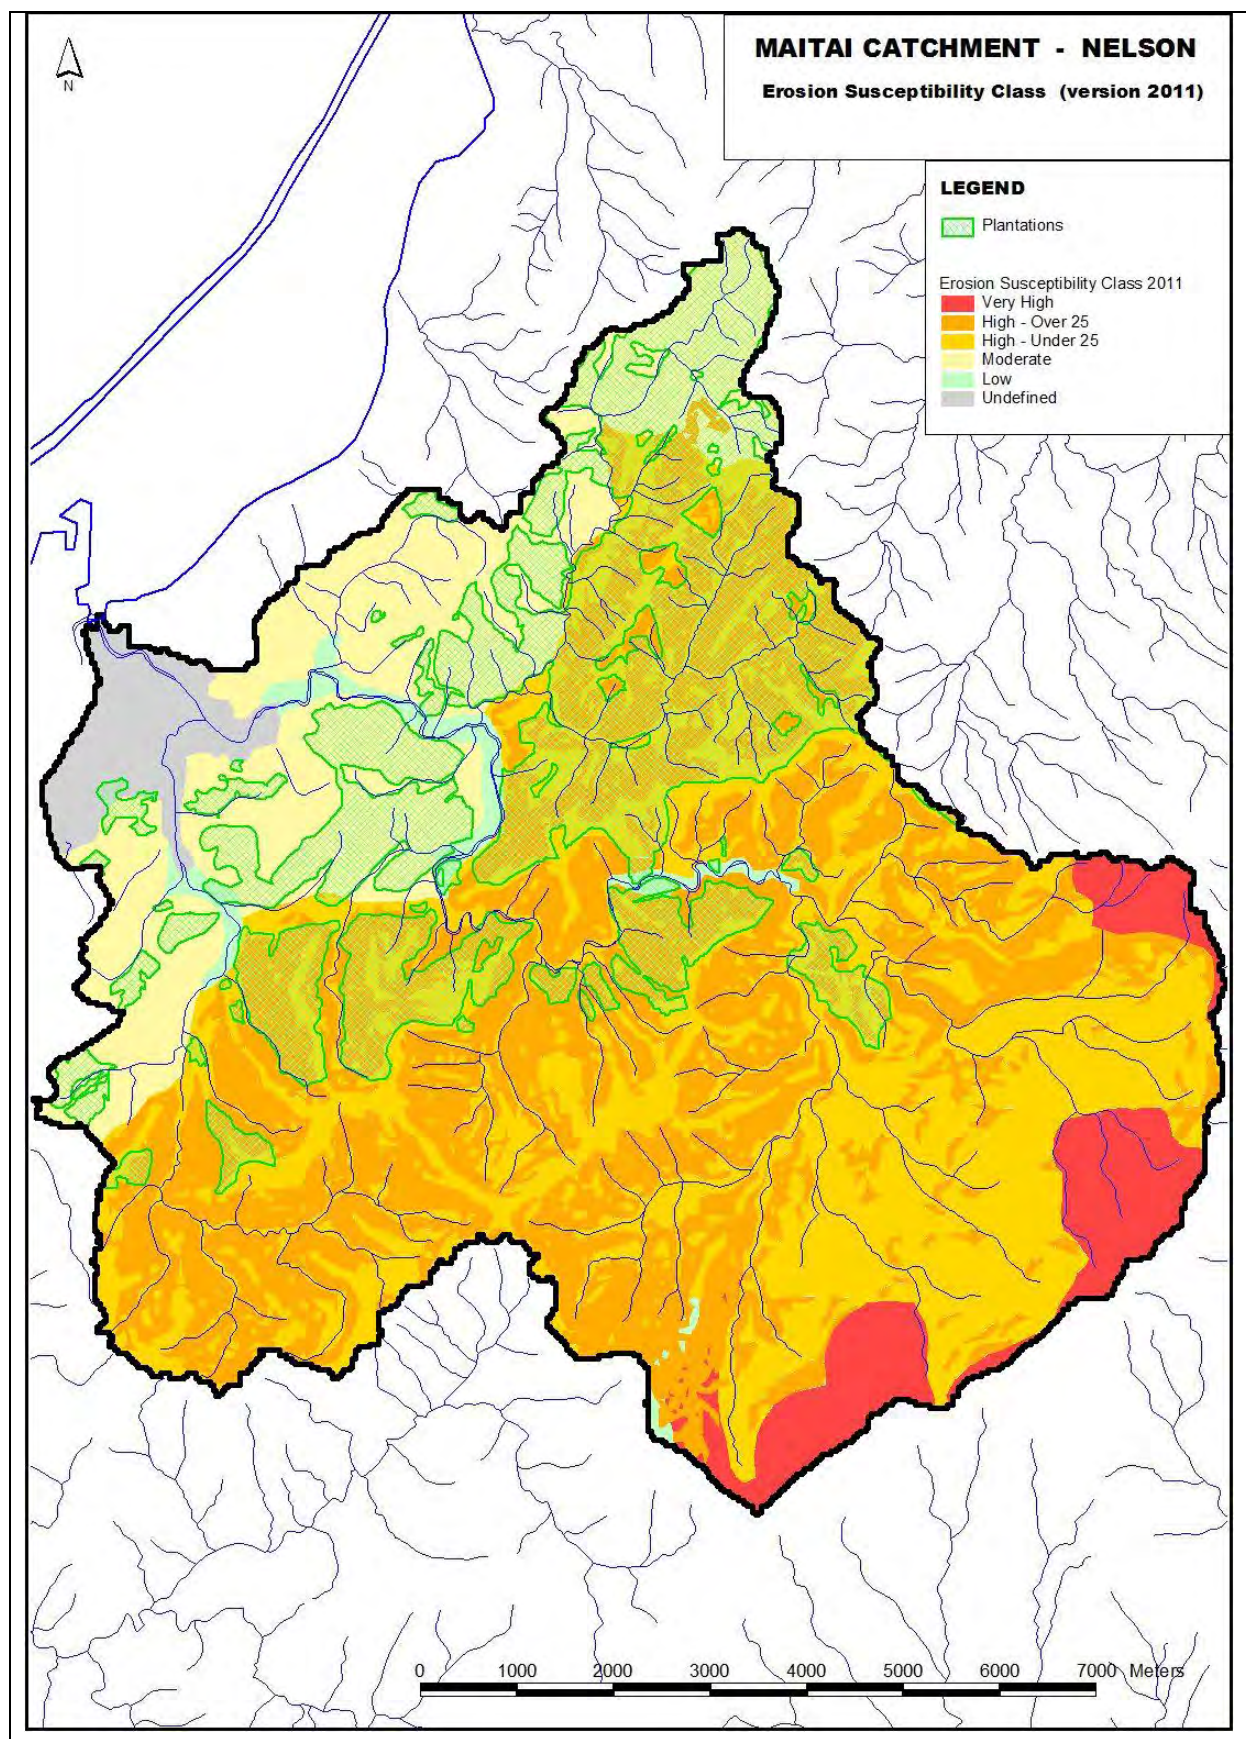 MAITAI CATCHMENT - NELSON
Erosion Susceptibility Class (version 2011)
N
LEGEND
Plantations
Erosion Susceptibility Class 2011
Very High
High - Over 25
High - Under 25
Moderate
Low
Undefined
0 1000 2000 3000 4000 5000 6000 7000 Meters